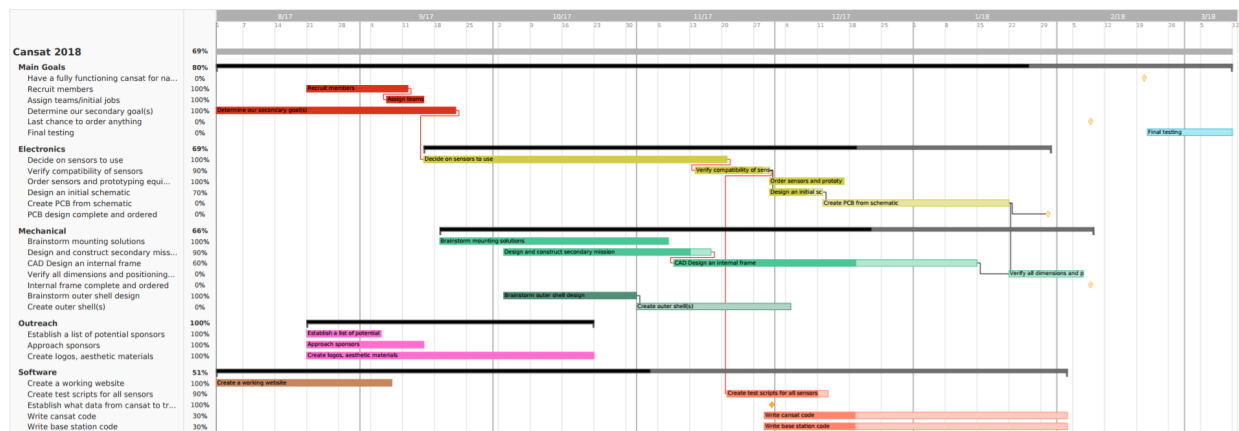 8/17 9/17 10/17 11/17 12/17 1/18 2/18 3/18
21 28 4 11 18 25 2 9 16 23 30 6 13 20 27 4 11 18 25 1 8 15 22 29 5 12 19 26 5 12
Cansat 2018 69%
Main Goals 80%
Have a fully functioning cansat for na... 0%
Recruit members 100% Recruit members
Assign teams/initial jobs 100% Assign teams
Determine our secondary goal(s) 100% Determine our secondary goal(s)
Last chance to order anything 0%
Final testing 0% Final testing
Electronics 69%
Decide on sensors to use 100% Decide on sensors to use
Verify compatibility of sensors 90% Verify compatibility of sens
Order sensors and prototyping equi... 100% Order sensors and prototy
Design an initial schematic 70% Design an initial sc
Create PCB from schematic 0% Create PCB from schematic
PCB design complete and ordered 0%
Mechanical 66%
Brainstorm mounting solutions 100% Brainstorm mounting solutions
Design and construct secondary miss... 90% Design and construct secondary mission
CAD Design an internal frame 60% CAD Design an internal frame
Verify all dimensions and positioning... 0% Verify all dimensions and p
Internal frame complete and ordered 0%
Brainstorm outer shell design 100% Brainstorm outer shell design
Create outer shell(s) 0% Create outer shell(s)
Outreach 100%
Establish a list of potential sponsors 100% Establish a list of potential
Approach sponsors 100% Approach sponsors
Create logos, aesthetic materials 100% Create logos, aesthetic materials
Software 51%
Create a working website 100% Create a working website
Create test scripts for all sensors 90% Create test scripts for all sensors
Establish what data from cansat to tr... 100%
Write cansat code 30% Write cansat code
Write base station code 30% Write base station code